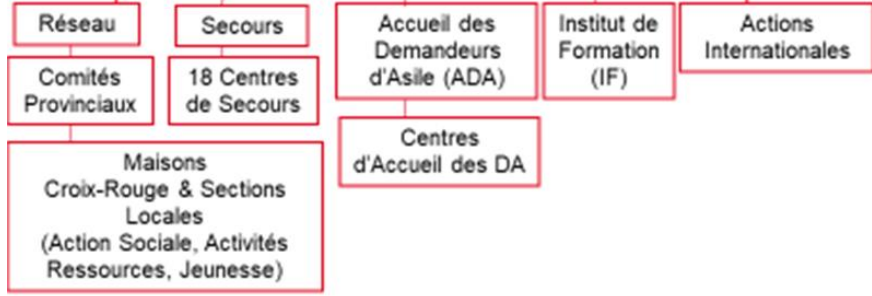 Réseau
Secours
Accueil des
Demandeurs
d'Asile (ADA)
Institut de
Formation
(IF)
Actions
Internationales
Comités
Provinciaux
18 Centres
de Secours
Centres
d'Accueil des DA
Maisons
Croix-Rouge & Sections
Locales
(Action Sociale, Activités
Ressources, Jeunesse)